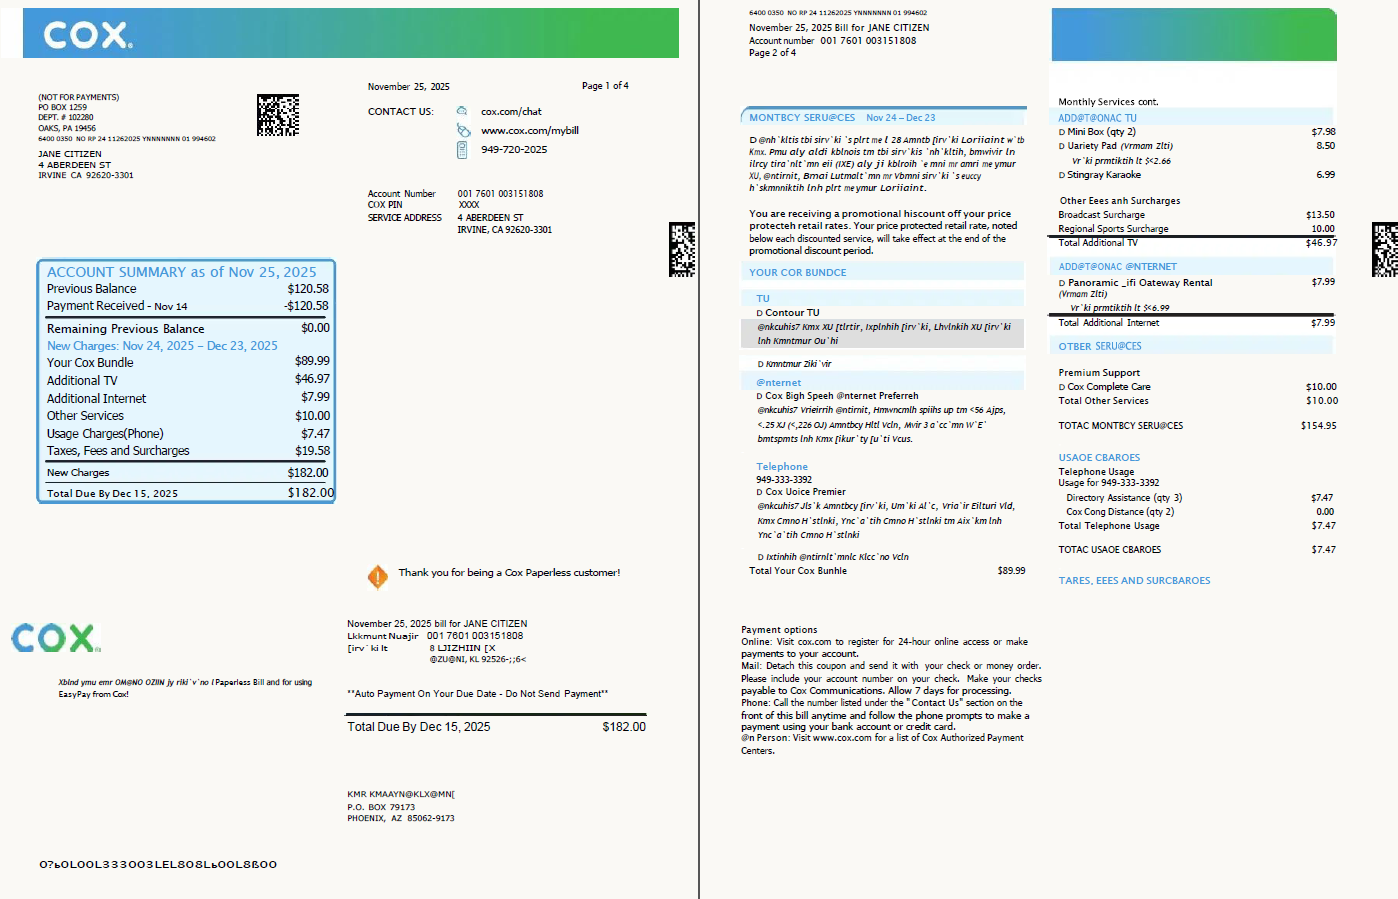 COX
November 25, 2025
Page 1 of 4
(NOT FOR PAYMENTS)
PO BOX 1259
DEPT. # 102280
OAKS, PA 19456
6400 0350 NO RP 24 11262025 YNNNNNNN 01 994602
JANE CITIZEN
4 ABERDEEN ST
IRVINE CA 92620-3301
CONTACT US:
cox.com/chat
www.cox.com/mybill
949-720-2025
Account Number 001 7601 003151808
COX PIN XXXX
SERVICE ADDRESS 4 ABERDEEN ST
IRVINE, CA 92620-3301
ACCOUNT SUMMARY as of Nov 25, 2025
Previous Balance $120.58
Payment Received - Nov 14 -$120.58
Remaining Previous Balance $0.00
New Charges: Nov 24, 2025 – Dec 23, 2025
Your Cox Bundle $89.99
Additional TV $46.97
Additional Internet $7.99
Other Services $10.00
Usage Charges(Phone) $7.47
Taxes, Fees and Surcharges $19.58
New Charges $182.00
Total Due By Dec 15, 2025 $182.00
Thank you for being a Cox Paperless customer!
COX
November 25, 2025 bill for JANE CITIZEN
Lkkmunt Nuajir 001 7601 003151808
[irv`ki lt 8 LJIZHIIN [X
@ZU@NI, KL 92526-;;6<
Xblnd ymu emr OM@NO OZIIN jy rlki`v`no l Paperless Bill and for using
EasyPay from Cox!
**Auto Payment On Your Due Date - Do Not Send Payment**
Total Due By Dec 15, 2025 $182.00
KMR KMAAYN@KLX@MN[
P.O. BOX 79173
PHOENIX, AZ 85062-9173
6400 0350 NO RP 24 11262025 YNNNNNNN 01 994602
November 25, 2025 Bill for JANE CITIZEN
Account number 001 7601 003151808
Page 2 of 4
MONTBCY SERU@CES Nov 24 – Dec 23
D @nh`kltis tbi sirv`ki `s plrt me l 28 Amntb [irv`ki Loriiaint w`tb
Kmx. Pmu aly aldi kblnois tm tbi sirv`kis `nh`kltih, bmwivir ln
ilrcy tira`nlt`mn eii (IXE) aly ji kblroih `e mni mr amri me ymur
XU, @ntirnit, Bmai Lutmalt`mn mr Vbmni sirv`ki `s euccy
h`skmnniktih lnh plrt me ymur Loriiaint.
You are receiving a promotional hiscount off your price
protecteh retail rates. Your price protected retail rate, noted
below each discounted service, will take effect at the end of the
promotional discount period.
YOUR COR BUNDCE
TU
D Contour TU
@nkcuhis7 Kmx XU [tlrtir, Ixplnhih [irv`ki, Lhvlnkih XU [irv`ki
lnh Kmntmur Ou`hi
D Kmntmur Ziki`vir
@nternet
D Cox Bigh Speeh @nternet Preferreh
@nkcuhis7 Vrieirrih @ntirnit, Hmwncmlh spiihs up tm <56 Ajps,
<.25 XJ (<,226 OJ) Amntbcy Hltl Vcln, Mvir 3 a`cc`mn W`E`
bmtspmts lnh Kmx [ikur`ty [u`ti Vcus.
Telephone
949-333-3392
D Cox Uoice Premier
@nkcuhis7 Jls`k Amntbcy [irv`ki, Um`ki Al`c, Vria`ir Eilturi Vld,
Kmx Cmno H`stlnki, Ync`a`tih Cmno H`stlnki tm Aix`km lnh
Ync`a`tih Cmno H`stlnki
D Ixtinhih @ntirnlt`mnlc Klcc`no Vcln
Total Your Cox Bunhle $89.99
Payment options
Online: Visit cox.com to register for 24-hour online access or make
payments to your account.
Mail: Detach this coupon and send it with your check or money order.
Please include your account number on your check. Make your checks
payable to Cox Communications. Allow 7 days for processing.
Phone: Call the number listed under the "Contact Us" section on the
front of this bill anytime and follow the phone prompts to make a
payment using your bank account or credit card.
@n Person: Visit www.cox.com for a list of Cox Authorized Payment
Centers.
Monthly Services cont.
ADD@T@ONAC TU
D Mini Box (qty 2) $7.98
D Uariety Pad (Vrmam Zlti) 8.50
Vr`ki prmtiktih lt $<2.66
D Stingray Karaoke 6.99
Other Eees anh Surcharges
Broadcast Surcharge $13.50
Regional Sports Surcharge 10.00
Total Additional TV $46.97
ADD@T@ONAC @NTERNET
D Panoramic _ifi Oateway Rental $7.99
(Vrmam Zlti)
Vr`ki prmtiktih lt $<6.99
Total Additional Internet $7.99
OTBER SERU@CES
Premium Support
D Cox Complete Care $10.00
Total Other Services $10.00
TOTAC MONTBCY SERU@CES $154.95
USAOE CBAROES
Telephone Usage
Usage for 949-333-3392
Directory Assistance (qty 3) $7.47
Cox Cong Distance (qty 2) 0.00
Total Telephone Usage $7.47
TOTAC USAOE CBAROES $7.47
TARES, EEES AND SURCBAROES